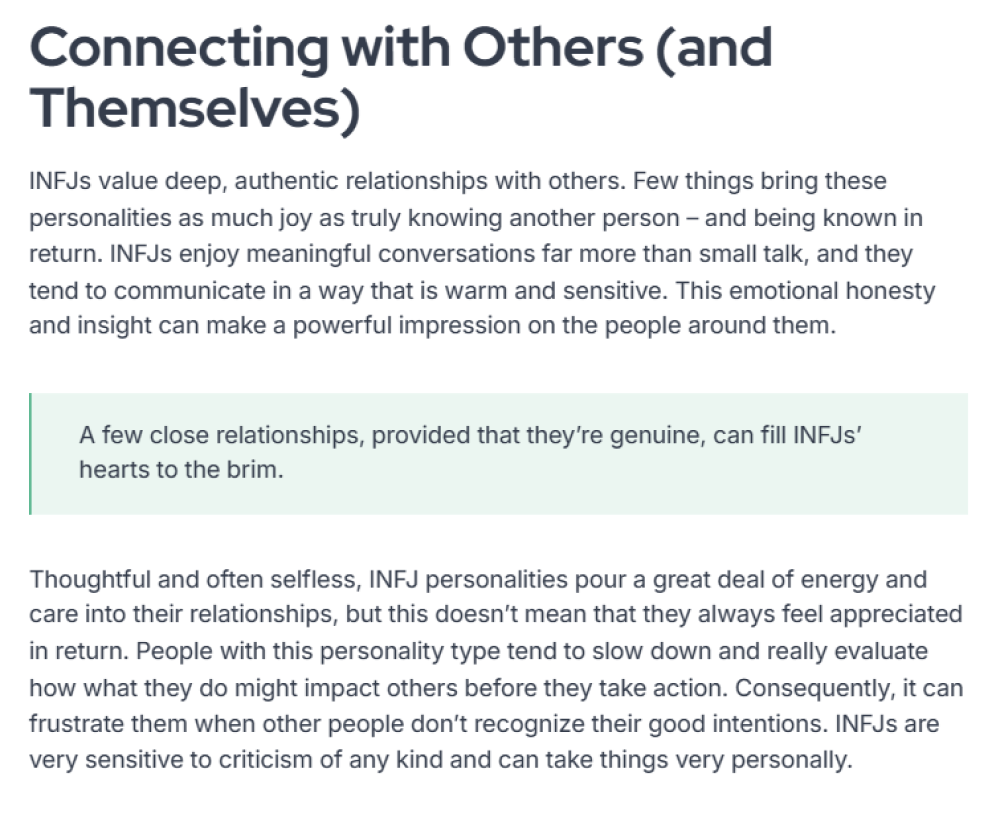 Connecting with Others (and
Themselves)
INFJs value deep, authentic relationships with others. Few things bring these
personalities as much joy as truly knowing another person – and being known in
return. INFJs enjoy meaningful conversations far more than small talk, and they
tend to communicate in a way that is warm and sensitive. This emotional honesty
and insight can make a powerful impression on the people around them.
A few close relationships, provided that they’re genuine, can fill INFJs’
hearts to the brim.
Thoughtful and often selfless, INFJ personalities pour a great deal of energy and
care into their relationships, but this doesn’t mean that they always feel appreciated
in return. People with this personality type tend to slow down and really evaluate
how what they do might impact others before they take action. Consequently, it can
frustrate them when other people don’t recognize their good intentions. INFJs are
very sensitive to criticism of any kind and can take things very personally.